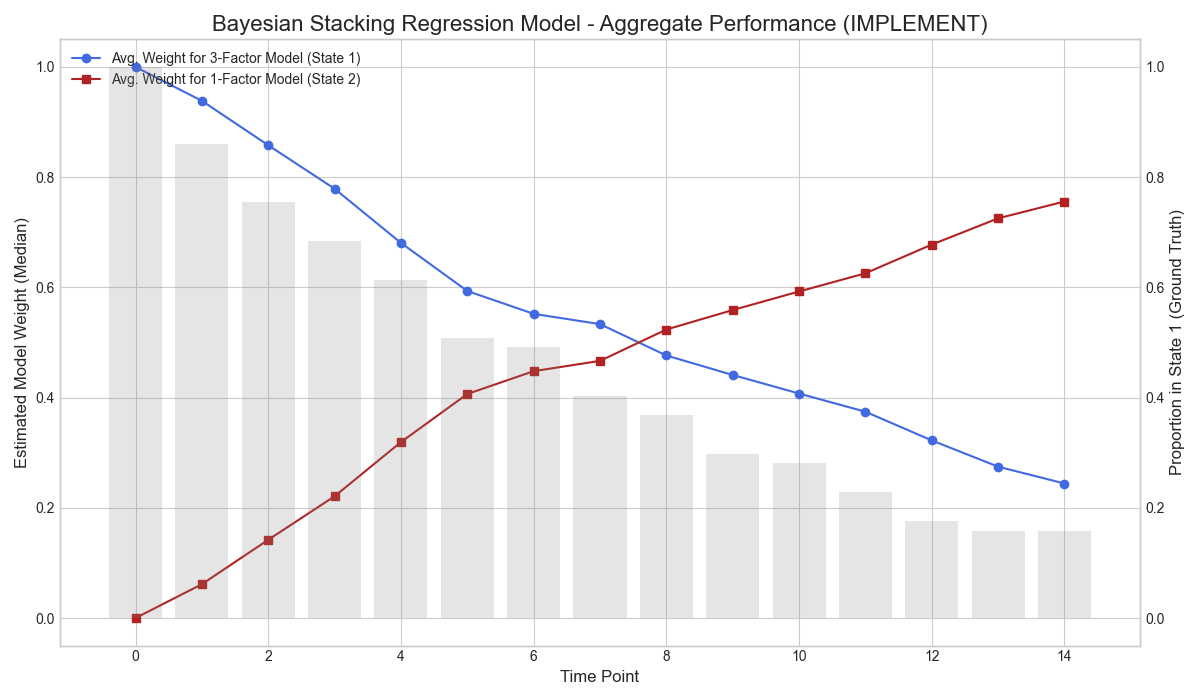 Bayesian Stacking Regression Model - Aggregate Performance (IMPLEMENT)
Avg. Weight for 3-Factor Model (State 1)
Avg. Weight for 1-Factor Model (State 2)
Estimated Model Weight (Median)
1.0
0.8
0.6
0.4
0.2
0.0
1.0
0.8
0.6
0.4
0.2
0.0
Proportion in State 1 (Ground Truth)
0 2 4 6 8 10 12 14
Time Point